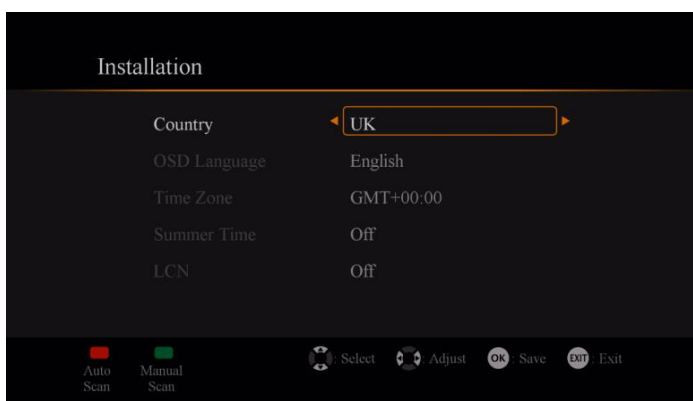 Installation
Country UK
OSD Language English
Time Zone GMT+00:00
Summer Time Off
LCN Off
Auto Scan Manual Scan : Select : Adjust OK : Save EXIT : Exit